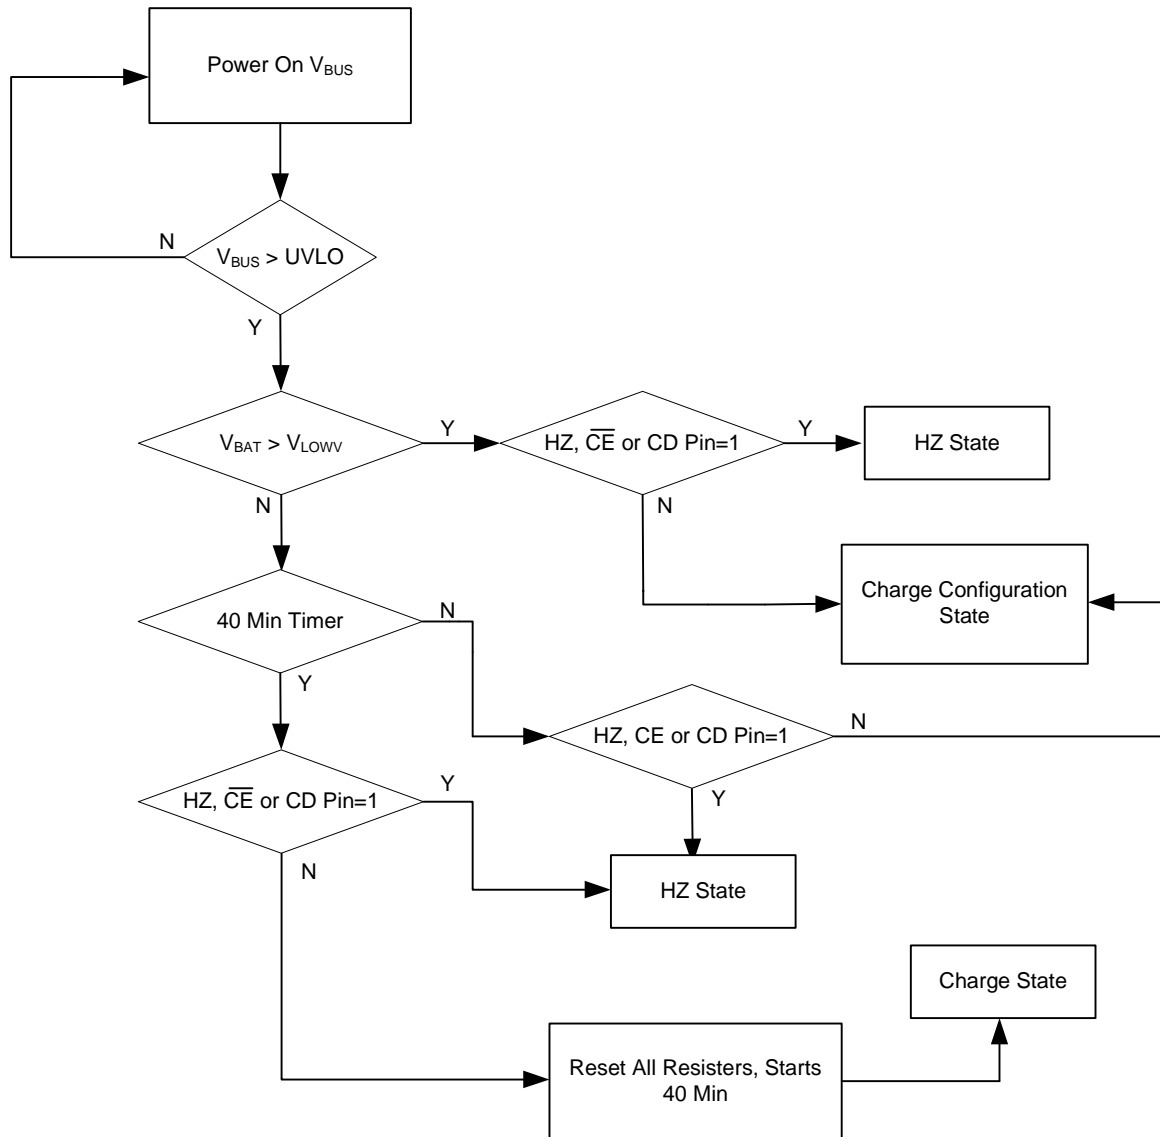 Power On VBUS
N
VBUS > UVLO
Y
VBAT > VLOWV
Y
HZ, C̅E̅ or CD Pin=1
Y
HZ State
N
N
Charge Configuration
State
40 Min Timer
N
Y
HZ, CE or CD Pin=1
N
Y
HZ, C̅E̅ or CD Pin=1
Y
N
HZ State
Charge State
Reset All Resisters, Starts
40 Min